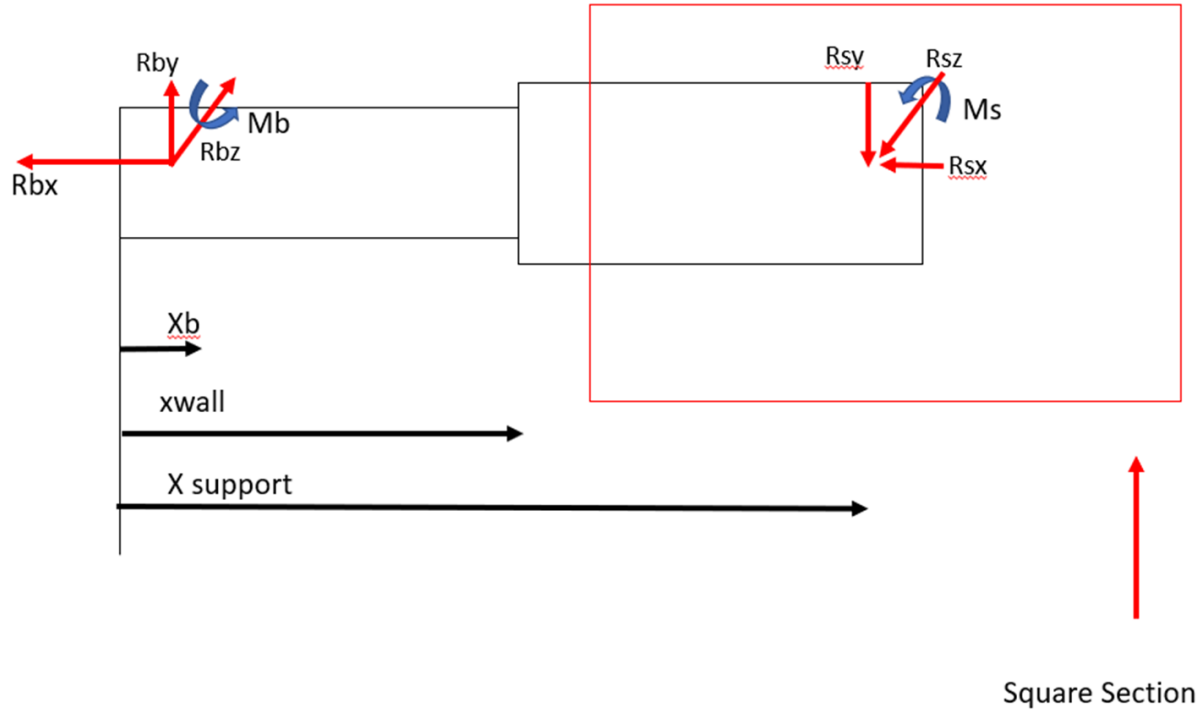 Rby
Rsy
Rsz
Mb
Ms
Rbz
Rbx
Rsx
Xb
xwall
X support
Square Section